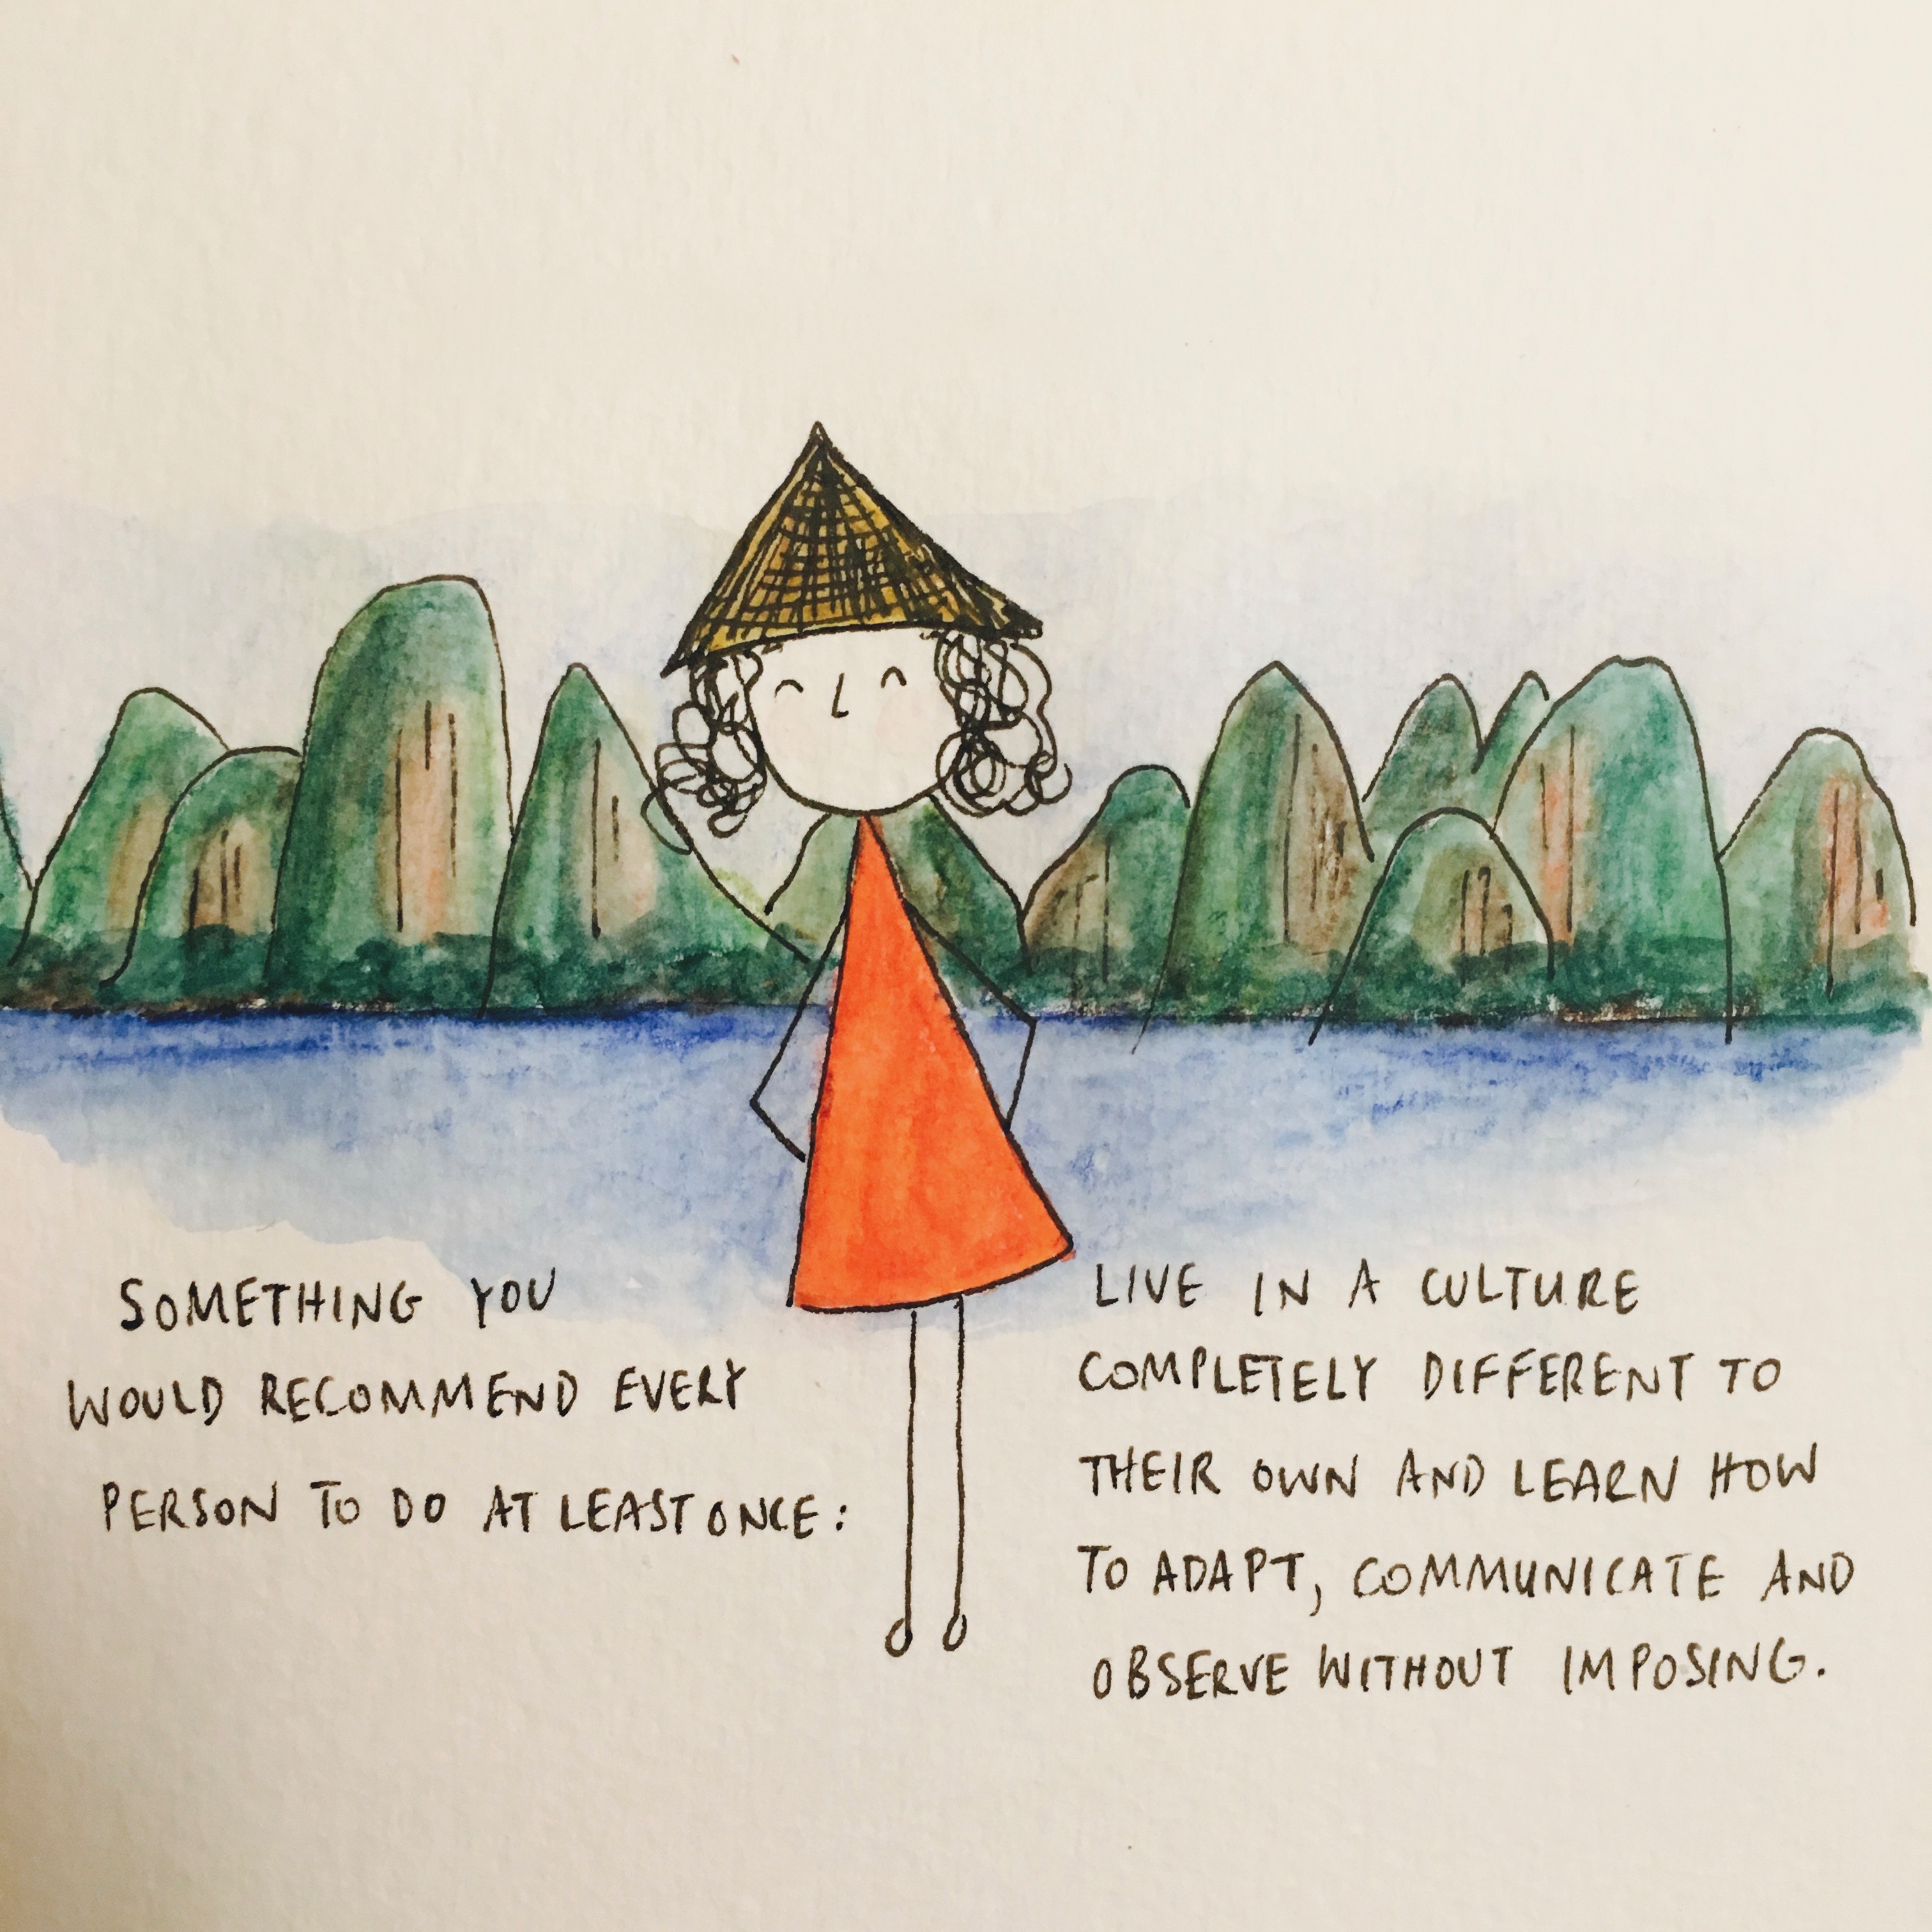 SOMETHING YOU
WOULD RECOMMEND EVERY
PERSON TO DO AT LEAST ONCE:
LIVE IN A CULTURE
COMPLETELY DIFFERENT TO
THEIR OWN AND LEARN HOW
TO ADAPT, COMMUNICATE AND
OBSERVE WITHOUT IMPOSING.